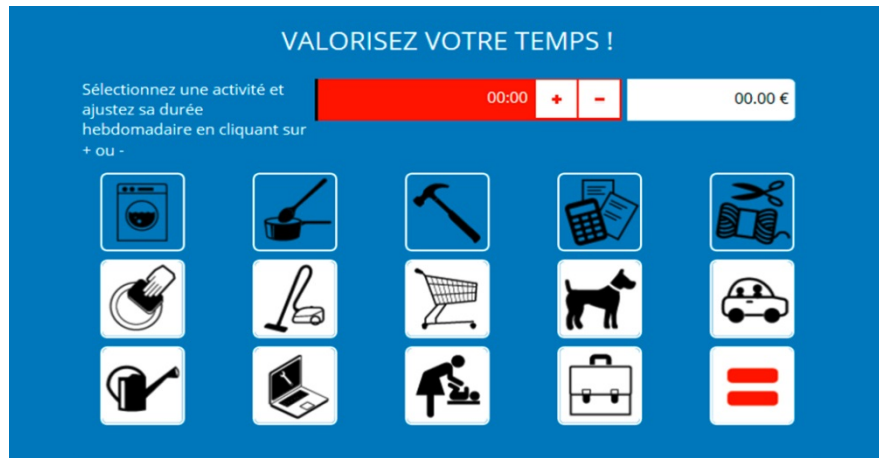 VALORISEZ VOTRE TEMPS !
Sélectionnez une activité et
ajustez sa durée
hebdomadaire en cliquant sur
+ ou -
00:00 + − 00.00 €